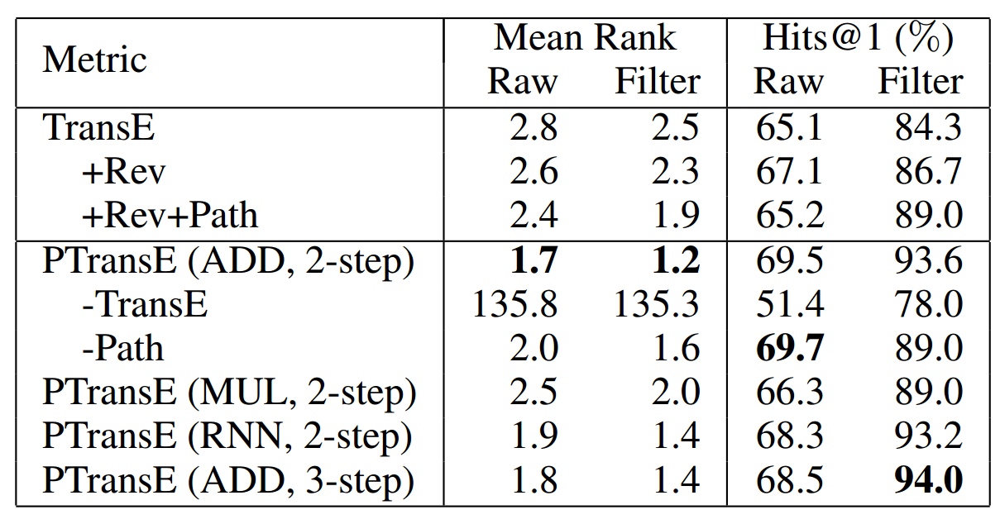 Metric Mean Rank Hits@1 (%)
Raw Filter Raw Filter
TransE 2.8 2.5 65.1 84.3
+Rev 2.6 2.3 67.1 86.7
+Rev+Path 2.4 1.9 65.2 89.0
PTransE (ADD, 2-step) 1.7 1.2 69.5 93.6
-TransE 135.8 135.3 51.4 78.0
-Path 2.0 1.6 69.7 89.0
PTransE (MUL, 2-step) 2.5 2.0 66.3 89.0
PTransE (RNN, 2-step) 1.9 1.4 68.3 93.2
PTransE (ADD, 3-step) 1.8 1.4 68.5 94.0